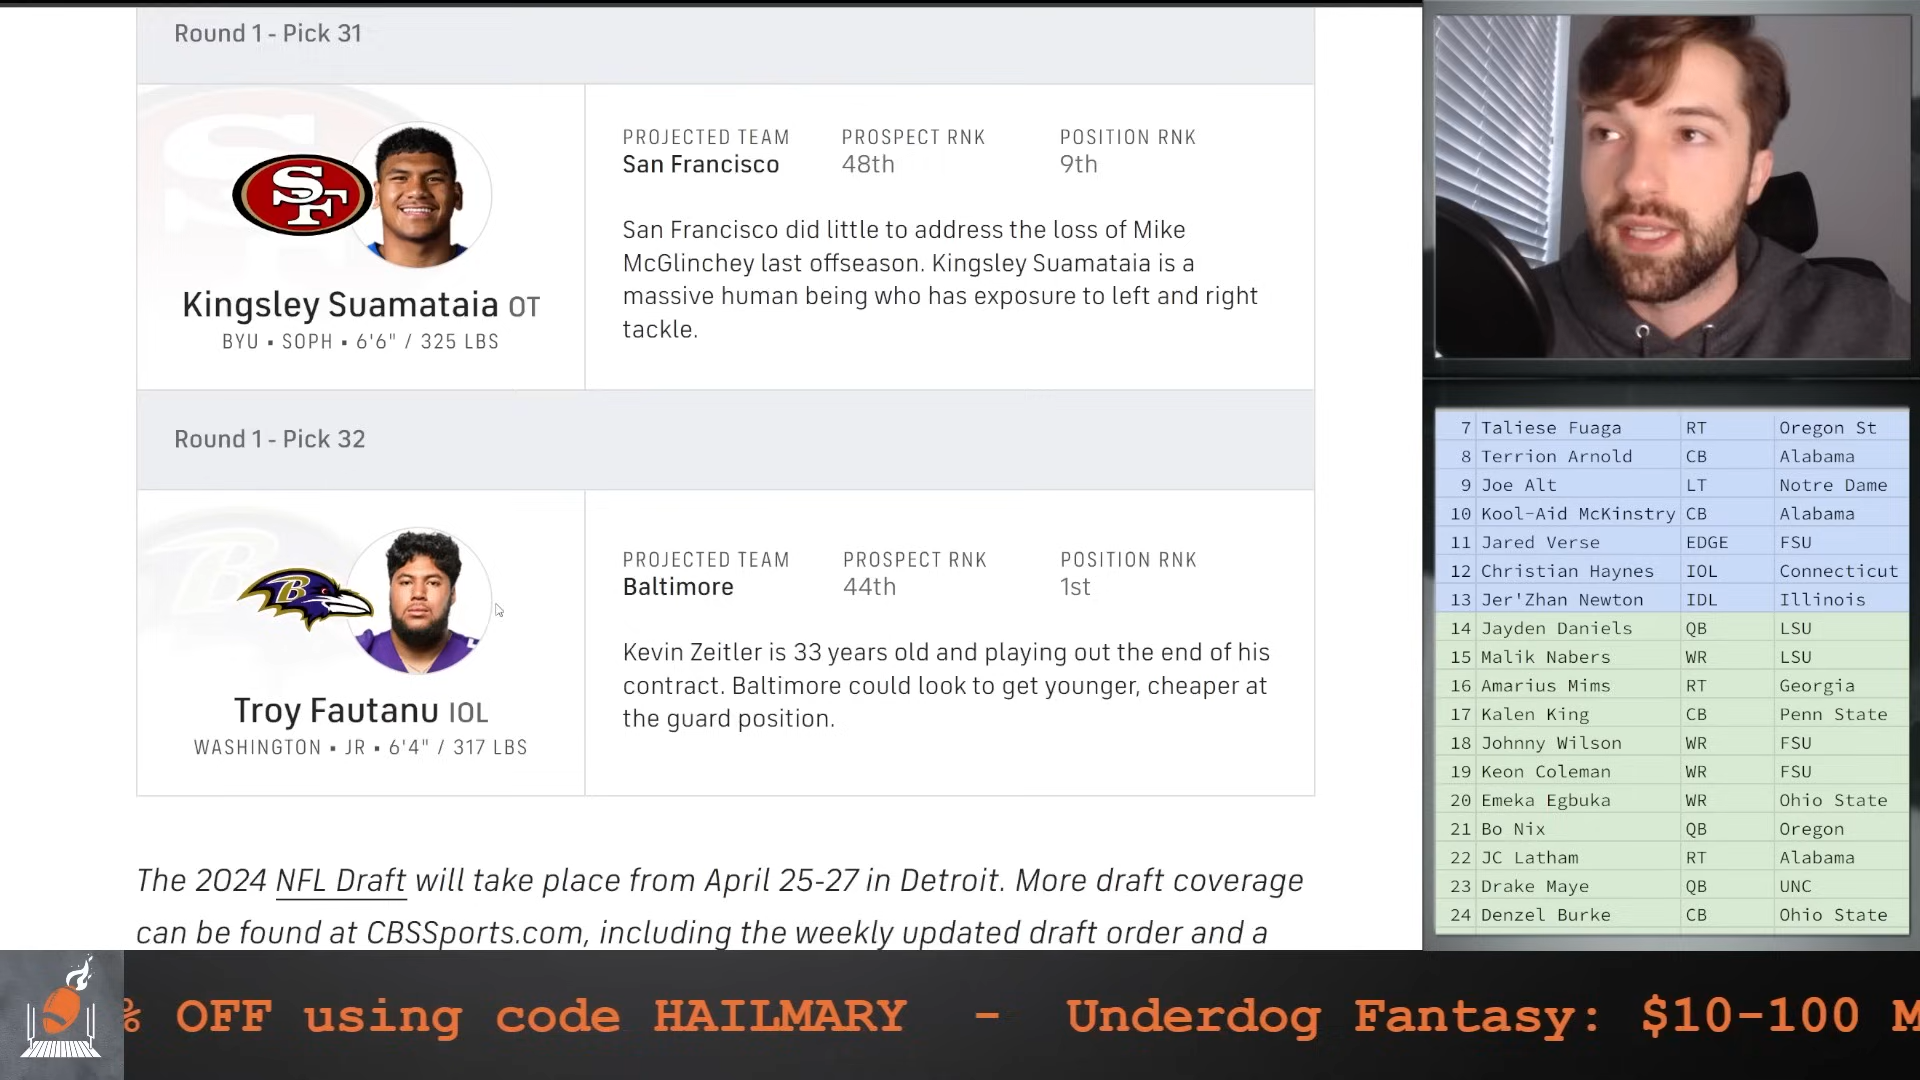 Round 1 - Pick 31
PROJECTED TEAM
San Francisco
PROSPECT RNK
48th
POSITION RNK
9th
San Francisco did little to address the loss of Mike
McGlinchey last offseason. Kingsley Suamataia is a
massive human being who has exposure to left and right
tackle.
SF
Kingsley Suamataia OT
BYU • SOPH • 6'6" / 325 LBS
Round 1 - Pick 32
PROJECTED TEAM
Baltimore
PROSPECT RNK
44th
POSITION RNK
1st
Kevin Zeitler is 33 years old and playing out the end of his
contract. Baltimore could look to get younger, cheaper at
the guard position.
B
Troy Fautanu IOL
WASHINGTON • JR • 6'4" / 317 LBS
The 2024 NFL Draft will take place from April 25-27 in Detroit. More draft coverage
can be found at CBSSports.com, including the weekly updated draft order and a
7 Taliese Fuaga RT Oregon St
8 Terrion Arnold CB Alabama
9 Joe Alt LT Notre Dame
10 Kool-Aid McKinstry CB Alabama
11 Jared Verse EDGE FSU
12 Christian Haynes IOL Connecticut
13 Jer'Zhan Newton IDL Illinois
14 Jayden Daniels QB LSU
15 Malik Nabers WR LSU
16 Amarius Mims RT Georgia
17 Kalen King CB Penn State
18 Johnny Wilson WR FSU
19 Keon Coleman WR FSU
20 Emeka Egbuka WR Ohio State
21 Bo Nix QB Oregon
22 JC Latham RT Alabama
23 Drake Maye QB UNC
24 Denzel Burke CB Ohio State
% OFF using code HAILMARY - Underdog Fantasy: $10-100 M